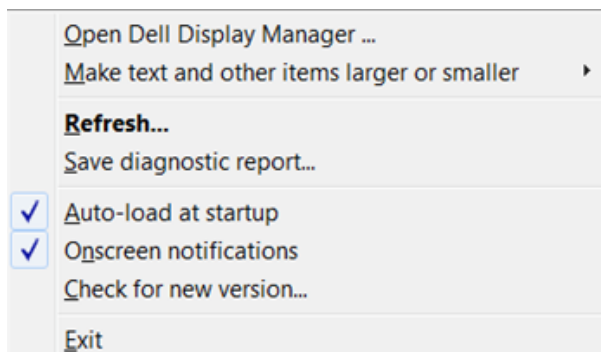 Open Dell Display Manager ...
Make text and other items larger or smaller
Refresh...
Save diagnostic report...
Auto-load at startup
Onscreen notifications
Check for new version...
Exit